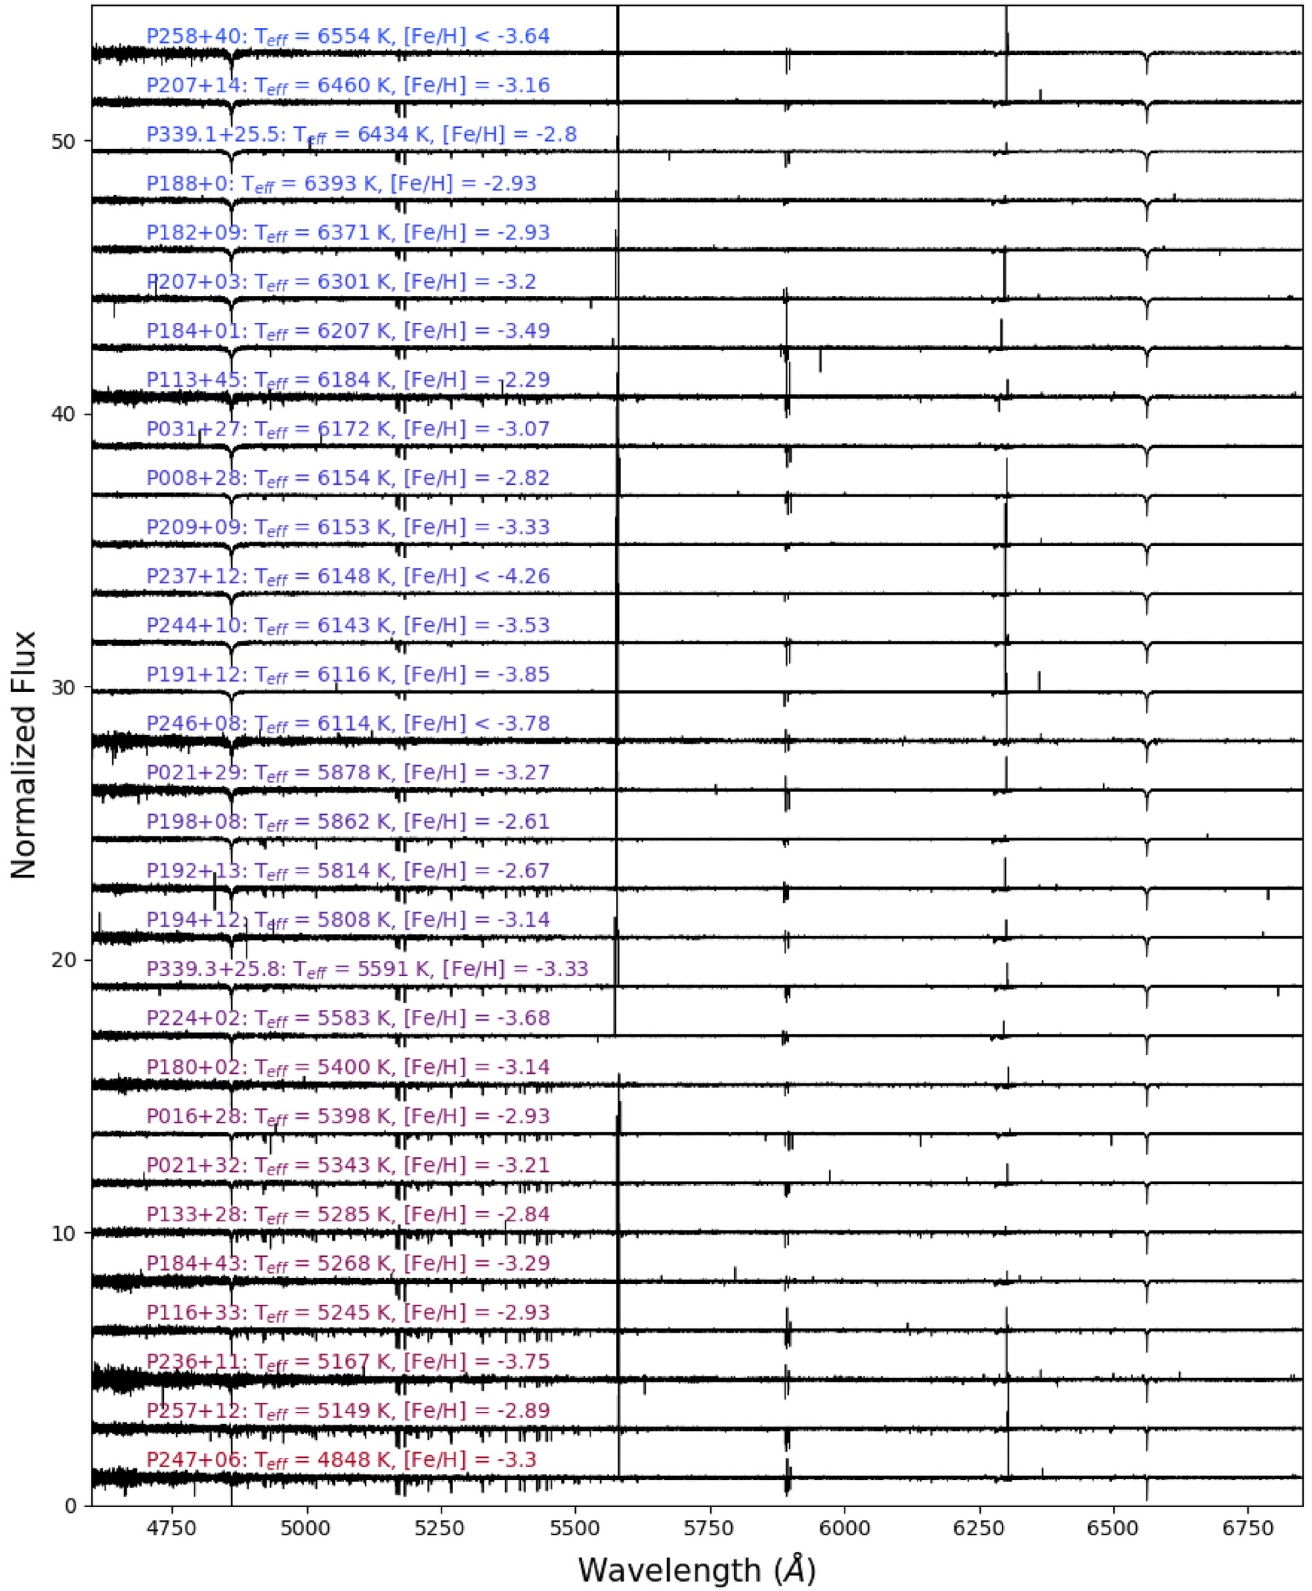 P258+40: Teff = 6554 K, [Fe/H] < -3.64
P207+14: Teff = 6460 K, [Fe/H] = -3.16
50
P339.1+25.5: Teff = 6434 K, [Fe/H] = -2.8
P188+0: Teff = 6393 K, [Fe/H] = -2.93
P182+09: Teff = 6371 K, [Fe/H] = -2.93
P207+03: Teff = 6301 K, [Fe/H] = -3.2
P184+01: Teff = 6207 K, [Fe/H] = -3.49
P113+45: Teff = 6184 K, [Fe/H] = -2.29
40
P031+27: Teff = 6172 K, [Fe/H] = -3.07
P008+28: Teff = 6154 K, [Fe/H] = -2.82
P209+09: Teff = 6153 K, [Fe/H] = -3.33
P237+12: Teff = 6148 K, [Fe/H] < -4.26
P244+10: Teff = 6143 K, [Fe/H] = -3.53
P191+12: Teff = 6116 K, [Fe/H] = -3.85
30
P246+08: Teff = 6114 K, [Fe/H] < -3.78
P021+29: Teff = 5878 K, [Fe/H] = -3.27
P198+08: Teff = 5862 K, [Fe/H] = -2.61
P192+13: Teff = 5814 K, [Fe/H] = -2.67
P194+12: Teff = 5808 K, [Fe/H] = -3.14
20
P339.3+25.8: Teff = 5591 K, [Fe/H] = -3.33
P224+02: Teff = 5583 K, [Fe/H] = -3.68
P180+02: Teff = 5400 K, [Fe/H] = -3.14
P016+28: Teff = 5398 K, [Fe/H] = -2.93
P021+32: Teff = 5343 K, [Fe/H] = -3.21
P133+28: Teff = 5285 K, [Fe/H] = -2.84
10
P184+43: Teff = 5268 K, [Fe/H] = -3.29
P116+33: Teff = 5245 K, [Fe/H] = -2.93
P236+11: Teff = 5167 K, [Fe/H] = -3.75
P257+12: Teff = 5149 K, [Fe/H] = -2.89
P247+06: Teff = 4848 K, [Fe/H] = -3.3
0
Normalized Flux
4750 5000 5250 5500 5750 6000 6250 6500 6750
Wavelength (Å)